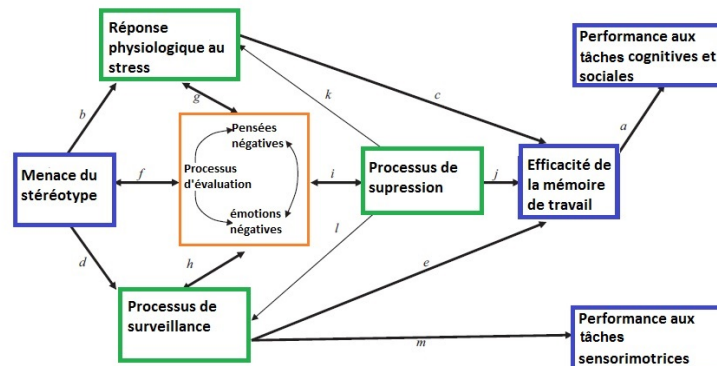 Réponse
physiologique au
stress
Performance aux
tâches cognitives et
sociales
b
g
k
c
a
Pensées
négatives
Menace du
stéréotype
f
Processus
d'évaluation
i
Processus de
supression
j
Efficacité de
la mémoire
de travail
émotions
négatives
d
h
l
e
Processus de
surveillance
m
Performance aux
tâches
sensorimotrices